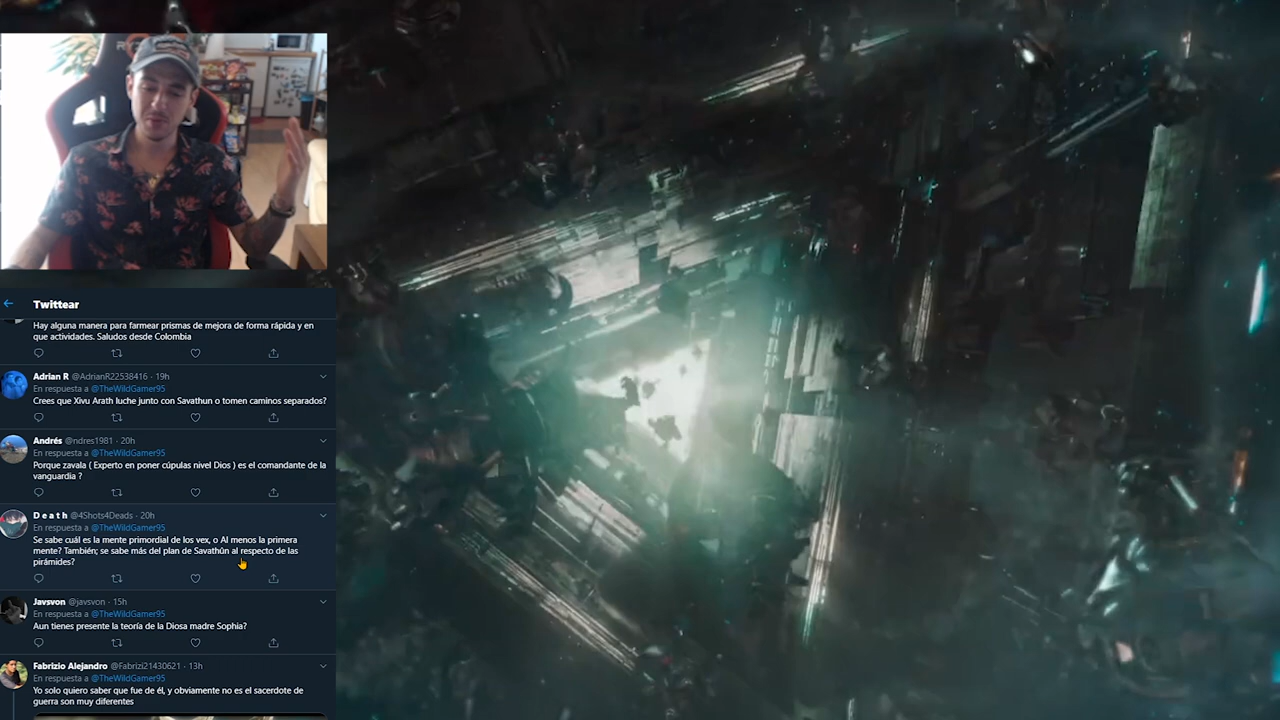 Twittear
Hay alguna manera para farmear prismas de mejora de forma rápida y en
que actividades. Saludos desde Colombia
Adrian R @AdrianR22538416 · 19h
En respuesta a @TheWildGamer95
Crees que Xivu Arath luche junto con Savathun o tomen caminos separados?
Andrés @ndres1981 · 20h
En respuesta a @TheWildGamer95
Porque zavala ( Experto en poner cúpulas nivel Dios ) es el comandante de la
vanguardia ?
D e a t h @4Shots4Deads · 20h
En respuesta a @TheWildGamer95
Se sabe cuál es la mente primordial de los vex, o Al menos la primera
mente? También; se sabe más del plan de Savathûn al respecto de las
pirámides?
Javsvon @javsvon · 15h
En respuesta a @TheWildGamer95
Aun tienes presente la teoría de la Diosa madre Sophia?
Fabrizio Alejandro @Fabrizi21430621 · 13h
En respuesta a @TheWildGamer95
Yo solo quiero saber que fue de él, y obviamente no es el sacerdote de
guerra son muy diferentes